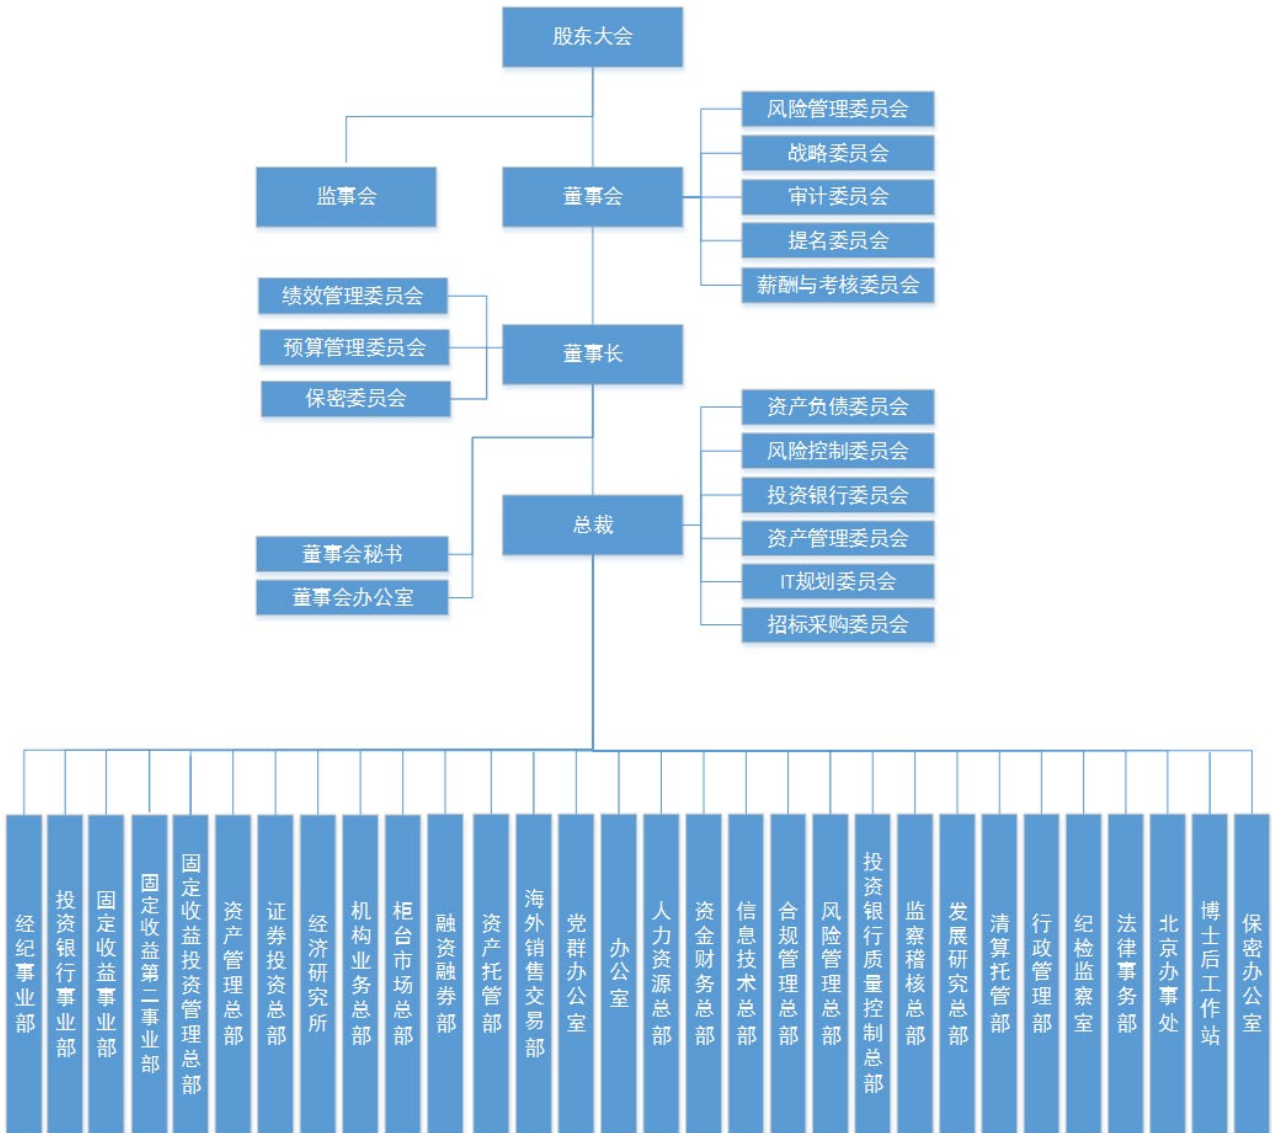 股东大会
监事会
董事会
风险管理委员会
战略委员会
审计委员会
提名委员会
薪酬与考核委员会
绩效管理委员会
预算管理委员会
保密委员会
董事长
董事会秘书
董事会办公室
总裁
资产负债委员会
风险控制委员会
投资银行委员会
资产管理委员会
IT规划委员会
招标采购委员会
经纪事业部
投资银行事业部
固定收益事业部
固定收益第二事业部
固定收益投资管理总部
资产管理总部
证券投资总部
经济研究所
机构业务总部
柜台市场总部
融资融券部
资产托管部
海外销售交易部
党群办公室
办公室
人力资源总部
资金财务总部
信息技术总部
合规管理总部
风险管理总部
投资银行质量控制总部
监察稽核总部
发展研究总部
清算托管部
行政管理部
纪检监察室
法律事务部
北京办事处
博士后工作站
保密办公室